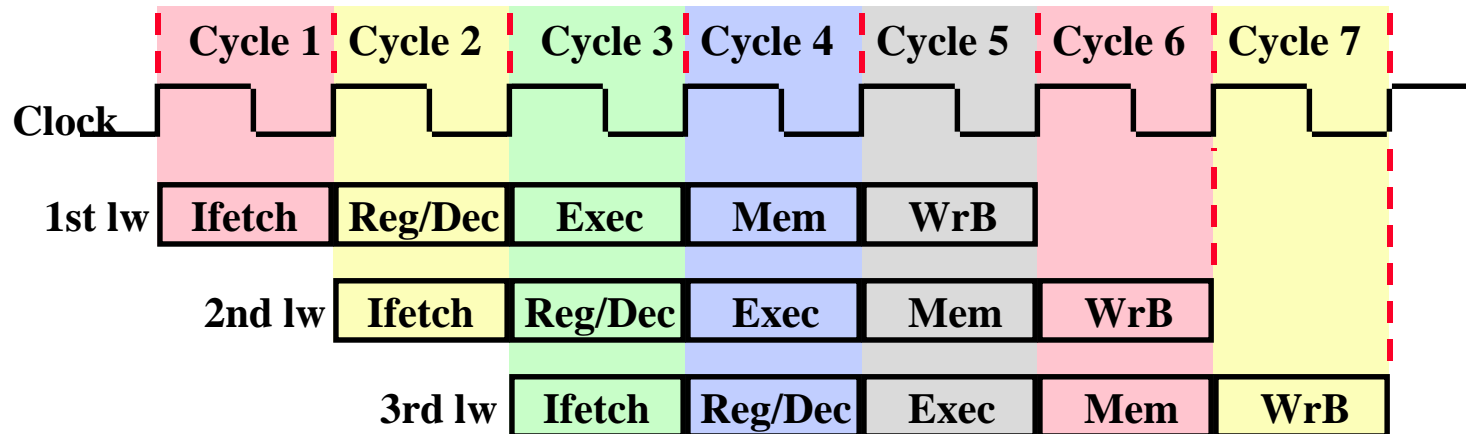 Cycle 1 Cycle 2 Cycle 3 Cycle 4 Cycle 5 Cycle 6 Cycle 7
Clock
1st lw Ifetch Reg/Dec Exec Mem WrB
2nd lw Ifetch Reg/Dec Exec Mem WrB
3rd lw Ifetch Reg/Dec Exec Mem WrB